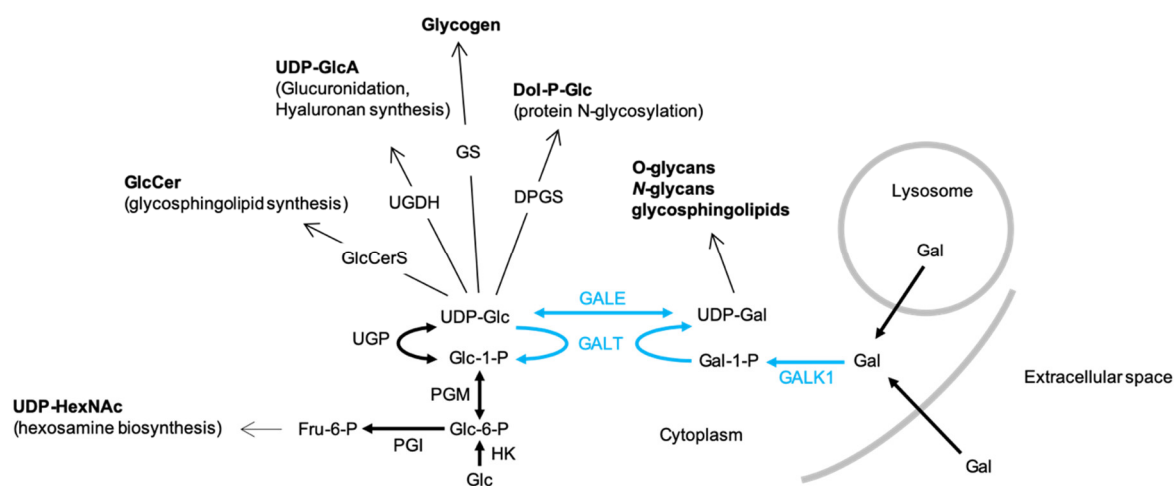 Glycogen
UDP-GlcA
(Glucuronidation,
Hyaluronan synthesis)
Dol-P-Glc
(protein N-glycosylation)
GS
O-glycans
N-glycans
glycosphingolipids
Lysosome
GlcCer
(glycosphingolipid synthesis)
UGDH
DPGS
Gal
GlcCerS
GALE
UDP-Glc
UDP-Gal
UGP
GALT
Glc-1-P
Gal-1-P
Gal
GALK1
Extracellular space
PGM
UDP-HexNAc
(hexosamine biosynthesis)
Fru-6-P
Glc-6-P
Cytoplasm
PGI
HK
Glc
Gal